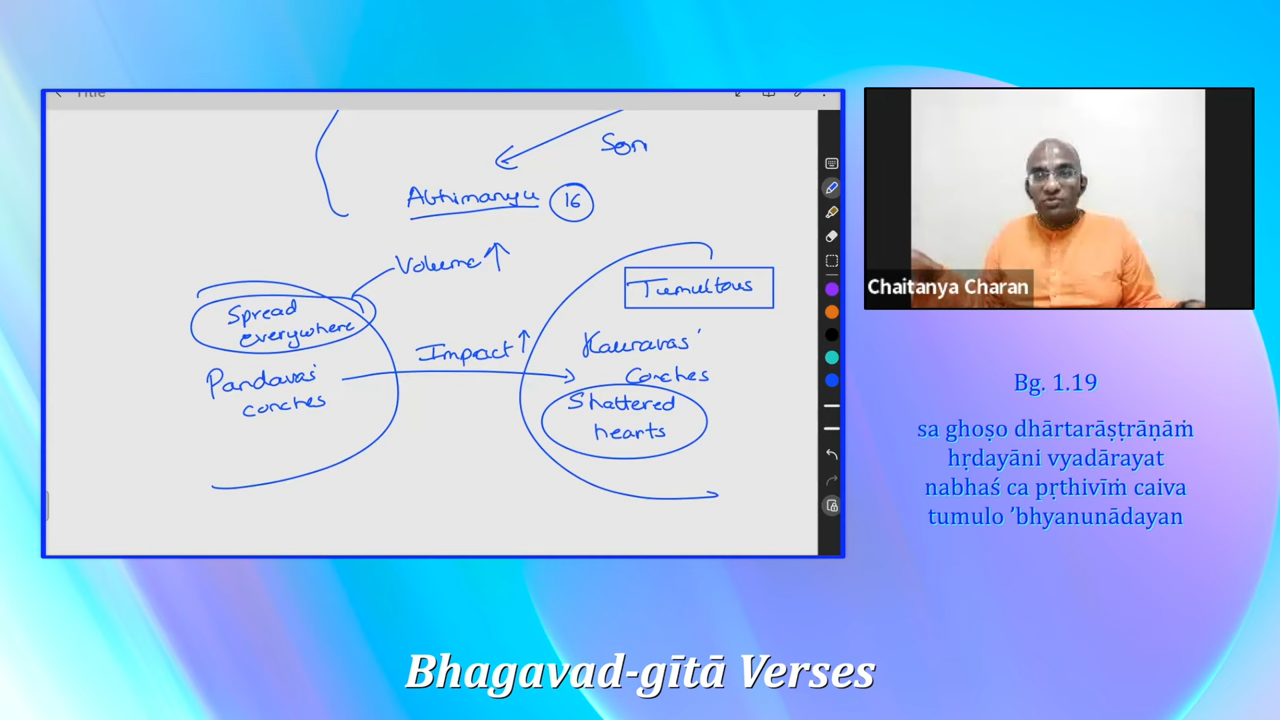 Title
Son
Abhimanyu 16
Volume ↑
Tumultous
Spread
everywhere
Impact ↑
Kauravas'
conches
Pandavas'
conches
Shattered
hearts
Chaitanya Charan
Bg. 1.19
sa ghoṣo dhārtarāṣṭrāṇāṁ
hṛdayāni vyadārayat
nabhaś ca pṛthivīṁ caiva
tumulo ’bhyanunādayan
Bhagavad-gītā Verses